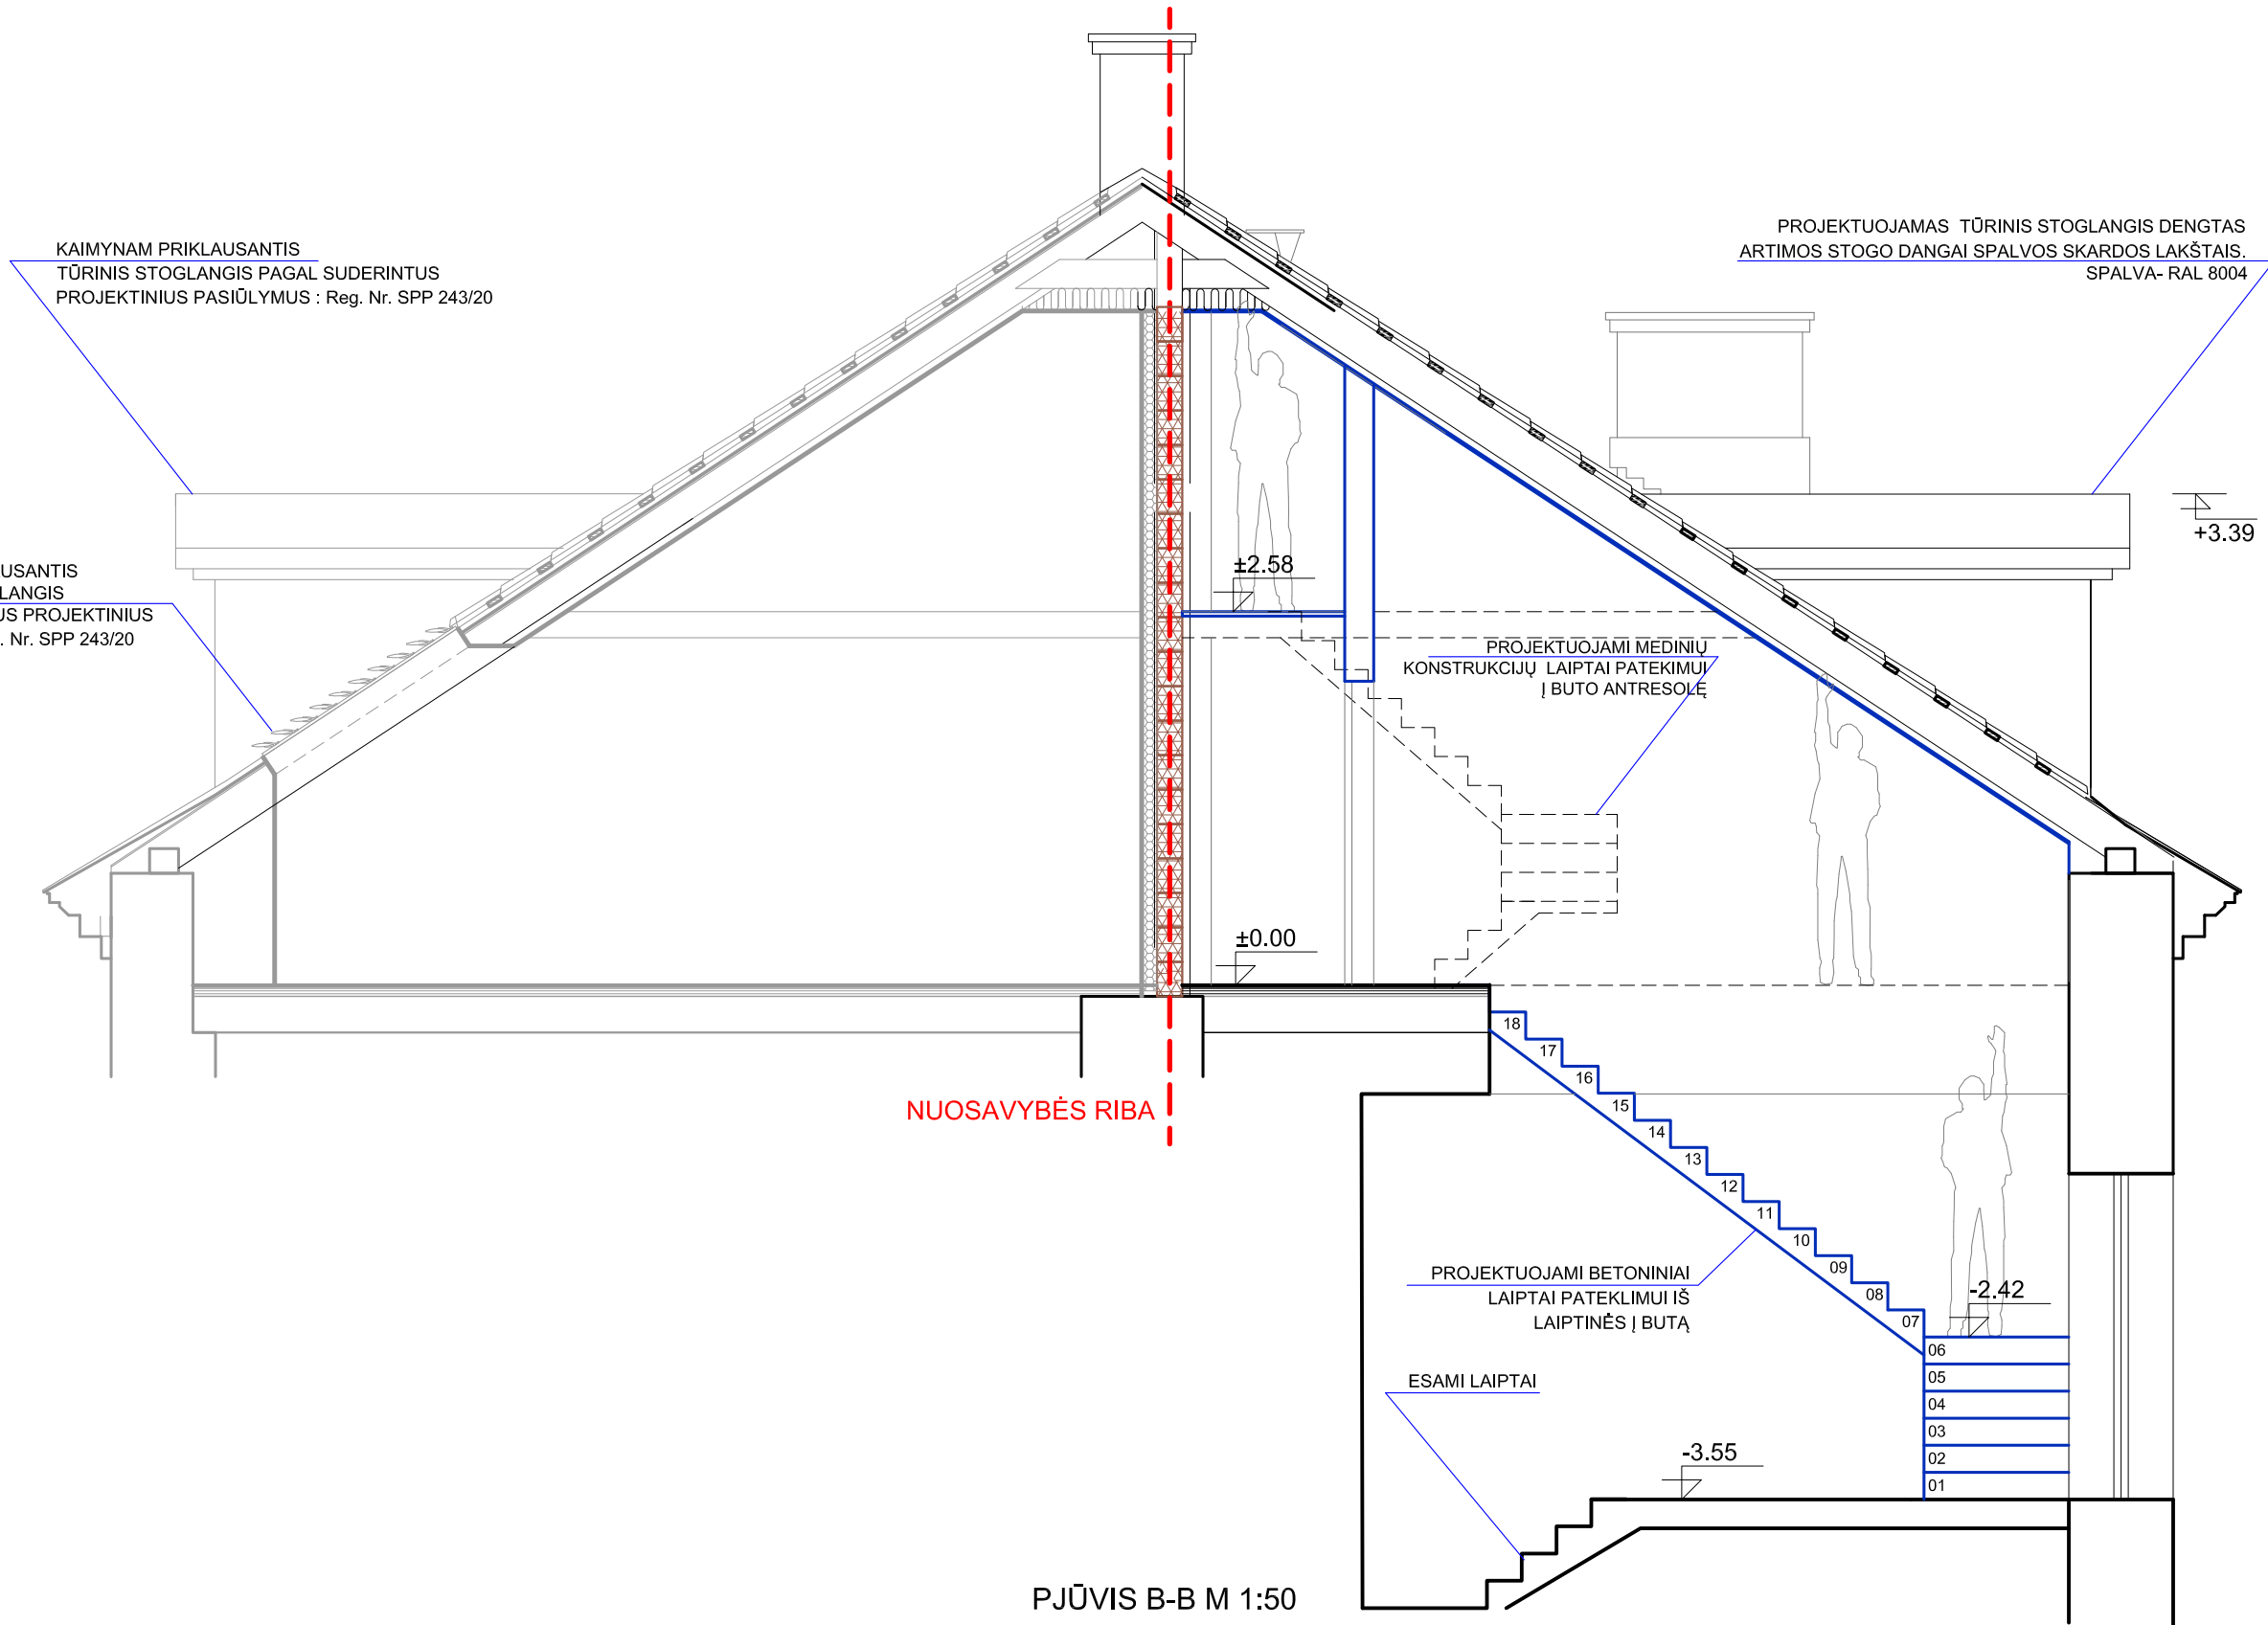 KAIMYNAM PRIKLAUSANTIS
TŪRINIS STOGLANGIS PAGAL SUDERINTUS
PROJEKTINIUS PASIŪLYMUS : Reg. Nr. SPP 243/20
PROJEKTUOJAMAS TŪRINIS STOGLANGIS DENGTAS
ARTIMOS STOGO DANGAI SPALVOS SKARDOS LAKŠTAIS.
SPALVA- RAL 8004
+3.39
USANTIS
LANGIS
US PROJEKTINIUS
. Nr. SPP 243/20
±2.58
PROJEKTUOJAMI MEDINIŲ
KONSTRUKCIJŲ LAIPTAI PATEKIMUI
Į BUTO ANTRESOLĘ
±0.00
NUOSAVYBĖS RIBA
18
17
16
15
14
13
12
11
10
09
08
07
06
05
04
03
02
01
-2.42
PROJEKTUOJAMI BETONINIAI
LAIPTAI PATEKLIMUI IŠ
LAIPTINĖS Į BUTĄ
ESAMI LAIPTAI
-3.55
PJŪVIS B-B M 1:50